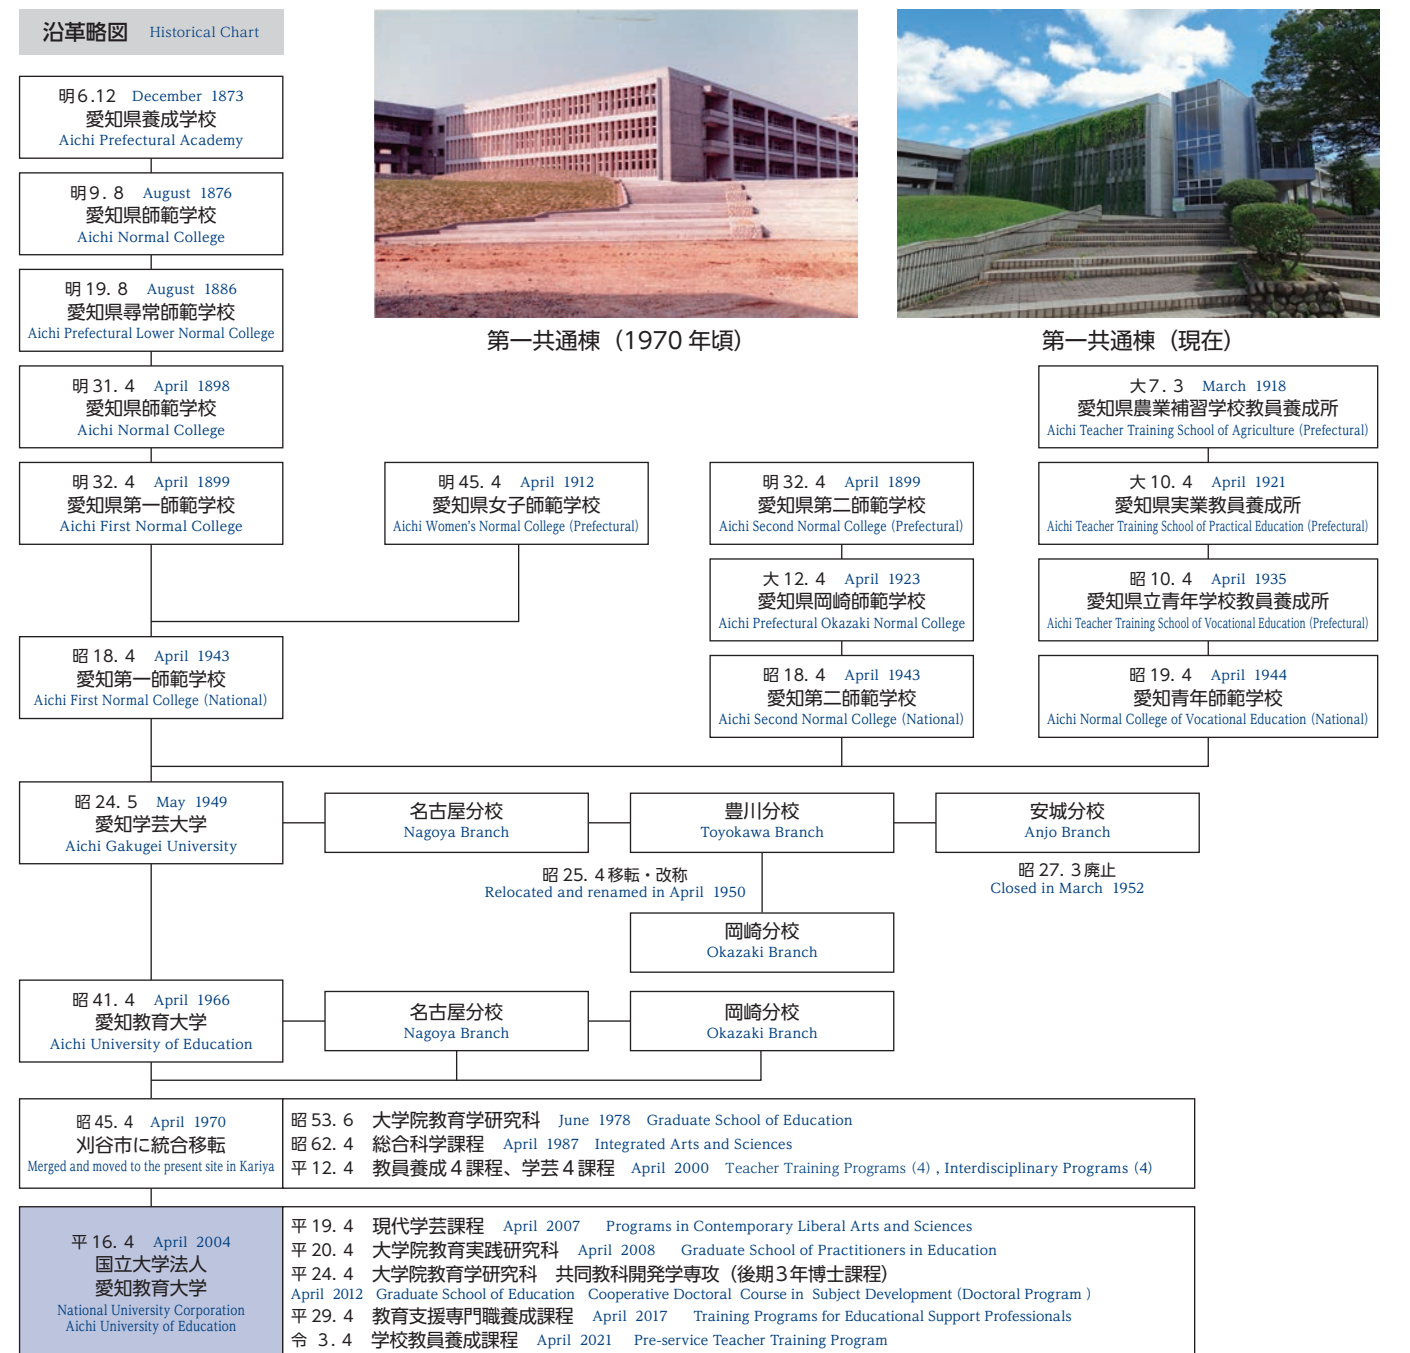 沿革略図 Historical Chart
明6.12 December 1873
愛知県養成学校
Aichi Prefectural Academy
明9. 8 August 1876
愛知県師範学校
Aichi Normal College
明19. 8 August 1886
愛知県尋常師範学校
Aichi Prefectural Lower Normal College
第一共通棟（1970 年頃）
第一共通棟（現在）
明31. 4 April 1898
愛知県師範学校
Aichi Normal College
大7. 3 March 1918
愛知県農業補習学校教員養成所
Aichi Teacher Training School of Agriculture (Prefectural)
明32. 4 April 1899
愛知県第一師範学校
Aichi First Normal College
明45. 4 April 1912
愛知県女子師範学校
Aichi Women's Normal College (Prefectural)
明32. 4 April 1899
愛知県第二師範学校
Aichi Second Normal College (Prefectural)
大10. 4 April 1921
愛知県実業教員養成所
Aichi Teacher Training School of Practical Education (Prefectural)
大12. 4 April 1923
愛知県岡崎師範学校
Aichi Prefectural Okazaki Normal College
昭10. 4 April 1935
愛知県立青年学校教員養成所
Aichi Teacher Training School of Vocational Education (Prefectural)
昭18. 4 April 1943
愛知第一師範学校
Aichi First Normal College (National)
昭18. 4 April 1943
愛知第二師範学校
Aichi Second Normal College (National)
昭19. 4 April 1944
愛知青年師範学校
Aichi Normal College of Vocational Education (National)
昭24. 5 May 1949
愛知学芸大学
Aichi Gakugei University
名古屋分校
Nagoya Branch
豊川分校
Toyokawa Branch
安城分校
Anjo Branch
昭25. 4移転・改称
Relocated and renamed in April 1950
昭27. 3廃止
Closed in March 1952
岡崎分校
Okazaki Branch
昭41. 4 April 1966
愛知教育大学
Aichi University of Education
名古屋分校
Nagoya Branch
岡崎分校
Okazaki Branch
昭45. 4 April 1970
刈谷市に統合移転
Merged and moved to the present site in Kariya
昭53. 6 大学院教育学研究科 June 1978 Graduate School of Education
昭62. 4 総合科学課程 April 1987 Integrated Arts and Sciences
平12. 4 教員養成４課程、学芸４課程 April 2000 Teacher Training Programs (4) , Interdisciplinary Programs (4)
平16. 4 April 2004
国立大学法人
愛知教育大学
National University Corporation
Aichi University of Education
平19. 4 現代学芸課程 April 2007 Programs in Contemporary Liberal Arts and Sciences
平20. 4 大学院教育実践研究科 April 2008 Graduate School of Practitioners in Education
平24. 4 大学院教育学研究科 共同教科開発学専攻（後期３年博士課程）
April 2012 Graduate School of Education Cooperative Doctoral Course in Subject Development (Doctoral Program )
平29. 4 教育支援専門職養成課程 April 2017 Training Programs for Educational Support Professionals
令 3. 4 学校教員養成課程 April 2021 Pre-service Teacher Training Program